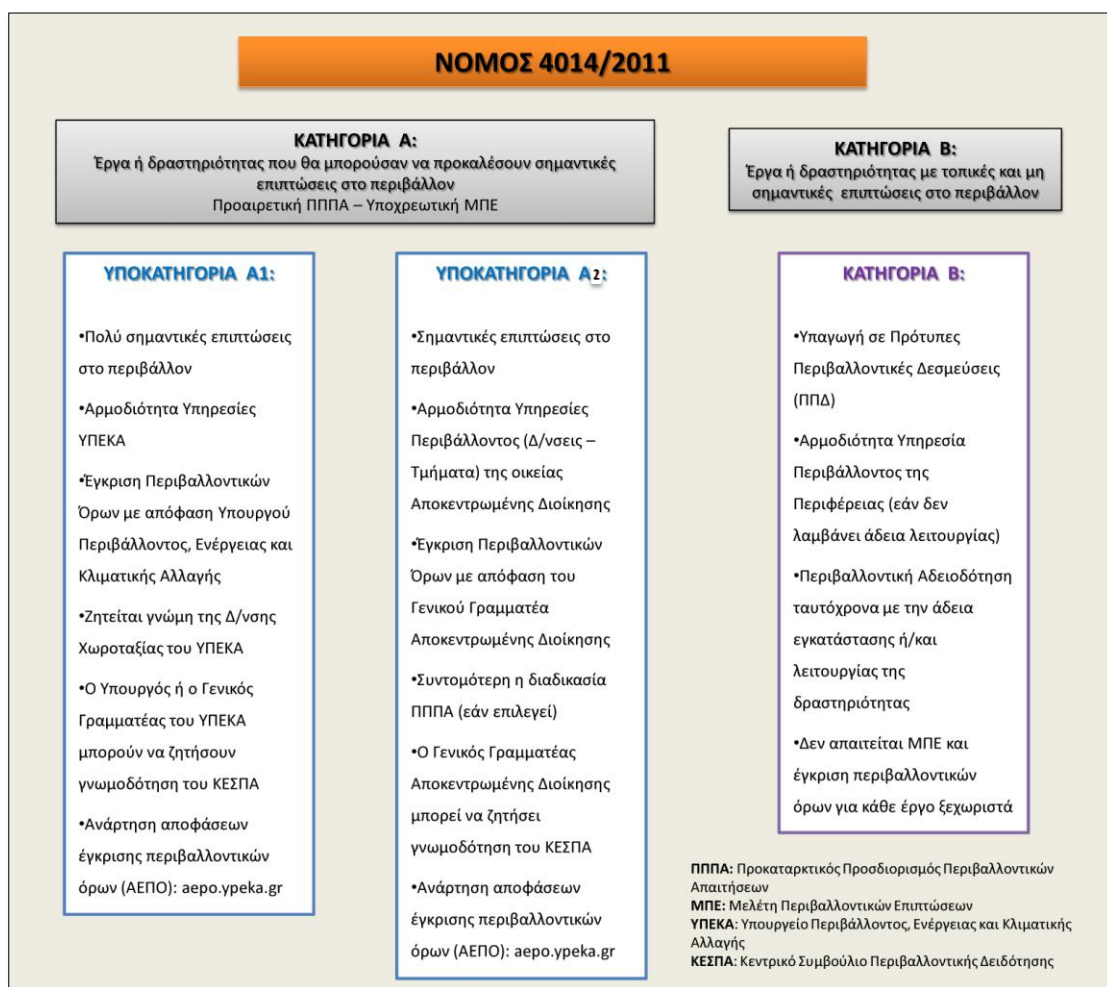 ΝΟΜΟΣ 4014/2011
ΚΑΤΗΓΟΡΙΑ Α:
Έργα ή δραστηριότητας που θα μπορούσαν να προκαλέσουν σημαντικές
επιπτώσεις στο περιβάλλον
Προαιρετική ΠΠΠΑ – Υποχρεωτική ΜΠΕ
ΚΑΤΗΓΟΡΙΑ Β:
Έργα ή δραστηριότητας με τοπικές και μη
σημαντικές επιπτώσεις στο περιβάλλον
ΥΠΟΚΑΤΗΓΟΡΙΑ Α1:
•Πολύ σημαντικές επιπτώσεις
στο περιβάλλον
•Αρμοδιότητα Υπηρεσίες
ΥΠΕΚΑ
•Έγκριση Περιβαλλοντικών
Όρων με απόφαση Υπουργού
Περιβάλλοντος, Ενέργειας και
Κλιματικής Αλλαγής
•Ζητείται γνώμη της Δ/νσης
Χωροταξίας του ΥΠΕΚΑ
•Ο Υπουργός ή ο Γενικός
Γραμματέας του ΥΠΕΚΑ
μπορούν να ζητήσουν
γνωμοδότηση του ΚΕΣΠΑ
•Ανάρτηση αποφάσεων
έγκρισης περιβαλλοντικών
όρων (ΑΕΠΟ): aepo.ypeka.gr
ΥΠΟΚΑΤΗΓΟΡΙΑ Α2:
•Σημαντικές επιπτώσεις στο
περιβάλλον
•Αρμοδιότητα Υπηρεσίες
Περιβάλλοντος (Δ/νσεις –
Τμήματα) της οικείας
Αποκεντρωμένης Διοίκησης
•Έγκριση Περιβαλλοντικών
Όρων με απόφαση του
Γενικού Γραμματέα
Αποκεντρωμένης Διοίκησης
•Συντομότερη η διαδικασία
ΠΠΠΑ (εάν επιλεγεί)
•Ο Γενικός Γραμματέας
Αποκεντρωμένης Διοίκησης
μπορεί να ζητήσει
γνωμοδότηση του ΚΕΣΠΑ
•Ανάρτηση αποφάσεων
έγκρισης περιβαλλοντικών
όρων (ΑΕΠΟ): aepo.ypeka.gr
ΚΑΤΗΓΟΡΙΑ Β:
•Υπαγωγή σε Πρότυπες
Περιβαλλοντικές Δεσμεύσεις
(ΠΠΔ)
•Αρμοδιότητα Υπηρεσία
Περιβάλλοντος της
Περιφέρειας (εάν δεν
λαμβάνει άδεια λειτουργίας)
•Περιβαλλοντική Αδειοδότηση
ταυτόχρονα με την άδεια
εγκατάστασης ή/και
λειτουργίας της
δραστηριότητας
•Δεν απαιτείται ΜΠΕ και
έγκριση περιβαλλοντικών
όρων για κάθε έργο ξεχωριστά
ΠΠΠΑ: Προκαταρκτικός Προσδιορισμός Περιβαλλοντικών
Απαιτήσεων
ΜΠΕ: Μελέτη Περιβαλλοντικών Επιπτώσεων
ΥΠΕΚΑ: Υπουργείο Περιβάλλοντος, Ενέργειας και Κλιματικής
Αλλαγής
ΚΕΣΠΑ: Κεντρικό Συμβούλιο Περιβαλλοντικής Δειδότησης